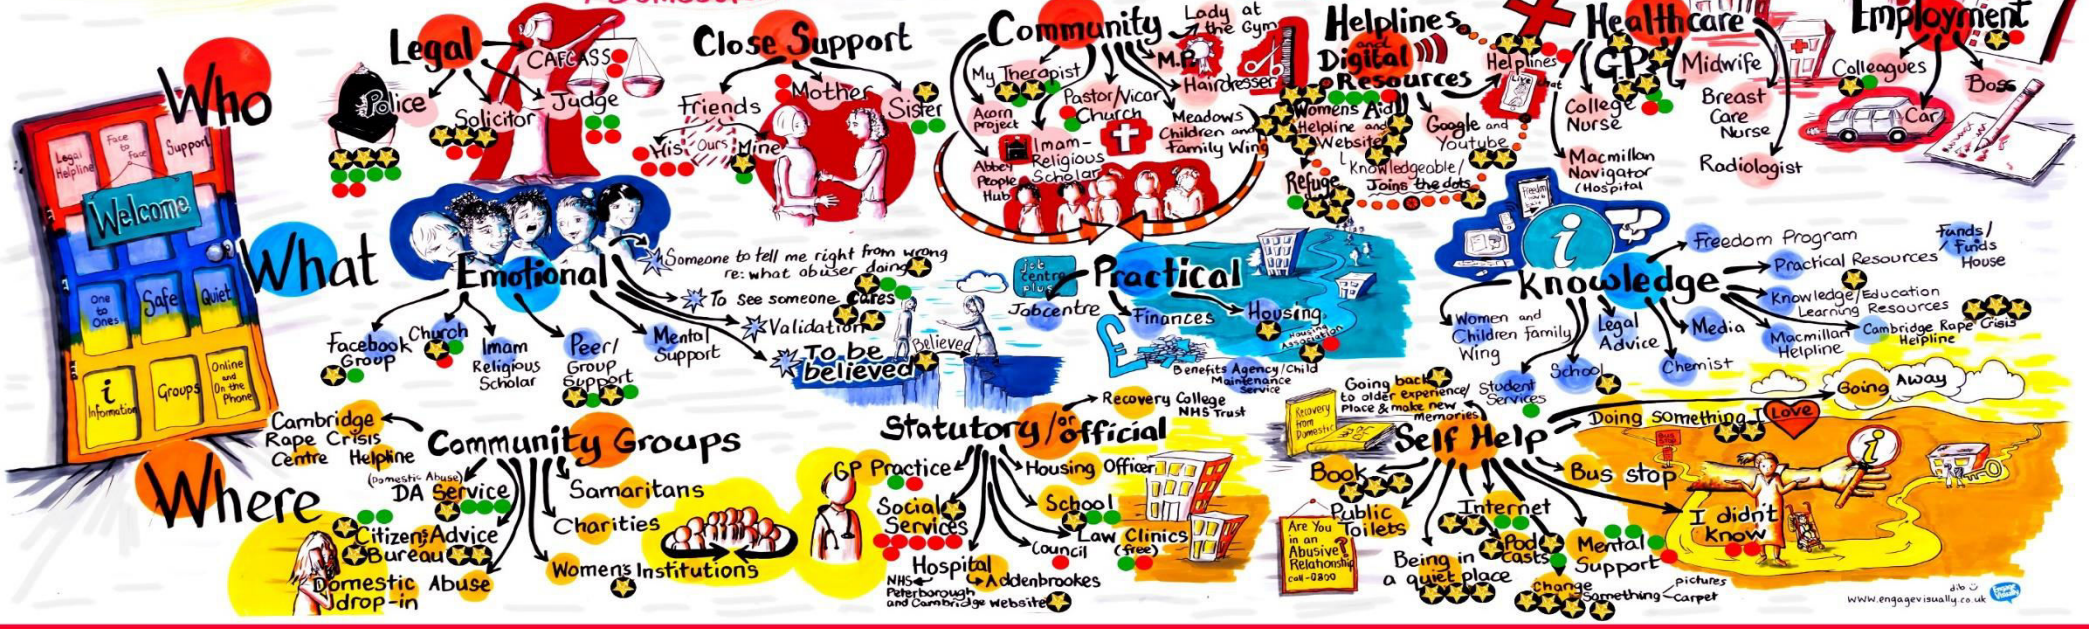 Who
Legal
CAFCASS
Police
Solicitor
Judge
Close Support
Friends
Mother
Sister
His
Ours
Mine
Community
Lady at
the Gym
M.P.
Hairdresser
My Therapist
Acorn
project
Pastor/Vicar
Church
Meadows
Children and
Family Wing
Imam-
Religious
Scholar
Abbey
People
Hub
Helplines
and
Digital
Resources
Helplines
Womens Aid
Helpline and
Website
Google and
Youtube
Knowledgeable/
Joins the dots
Refuge
Healthcare
GP
Midwife
College
Nurse
Breast
Care
Nurse
Macmillan
Navigator
(Hospital
Radiologist
Employment
Colleagues
Boss
Car
Legal
Helpline
Face
to
Face
Support
Welcome
One
to
Ones
Safe
Quiet
i
Information
Groups
Online
and
On the
Phone
What
Emotional
Someone to tell me right from wrong
re: what abuser doing
To see someone cares
Validation
To be
believed
Believed
Facebook
Group
Church
Imam
Religious
Scholar
Peer/
Group
Support
Mental
Support
Practical
job
centre
plus
Jobcentre
Finances
Housing
Housing
Association
£
Benefits Agency/Child
Maintenance
Service
i
Knowledge
Freedom Program
Practical Resources
Funds/
Funds
House
Knowledge/Education
Learning Resources
Cambridge Rape Crisis
Helpline
Macmillan
Helpline
Media
Chemist
Legal
Advice
School
Student
Services
Women and
Children Family
Wing
Where
Community Groups
Cambridge
Rape Crisis
Centre Helpline
(Domestic Abuse)
DA Service
Citizens Advice
Bureau
Domestic Abuse
drop-in
Samaritans
Charities
Women's Institutions
Statutory/or official
Recovery College
NHS Trust
GP Practice
Social
Services
Hospital
Addenbrookes
NHS
Peterborough
and Cambridge website
Housing Officer
School
Law Clinics
(free)
Council
Self Help
Going back
to older experience/
Place & make new
memories
Recovery
from
Domestic
Book
Public
Toilets
Are You
in an
Abusive
Relationship?
call-0800
Being in
a quiet place
Internet
Pod
casts
Change
Something
pictures
carpet
Mental
Support
I didn't
know
Bus stop
Doing something I Love
Going Away
BUS
STOP
i
dib
www.engagevisually.co.uk
Engage
Visually